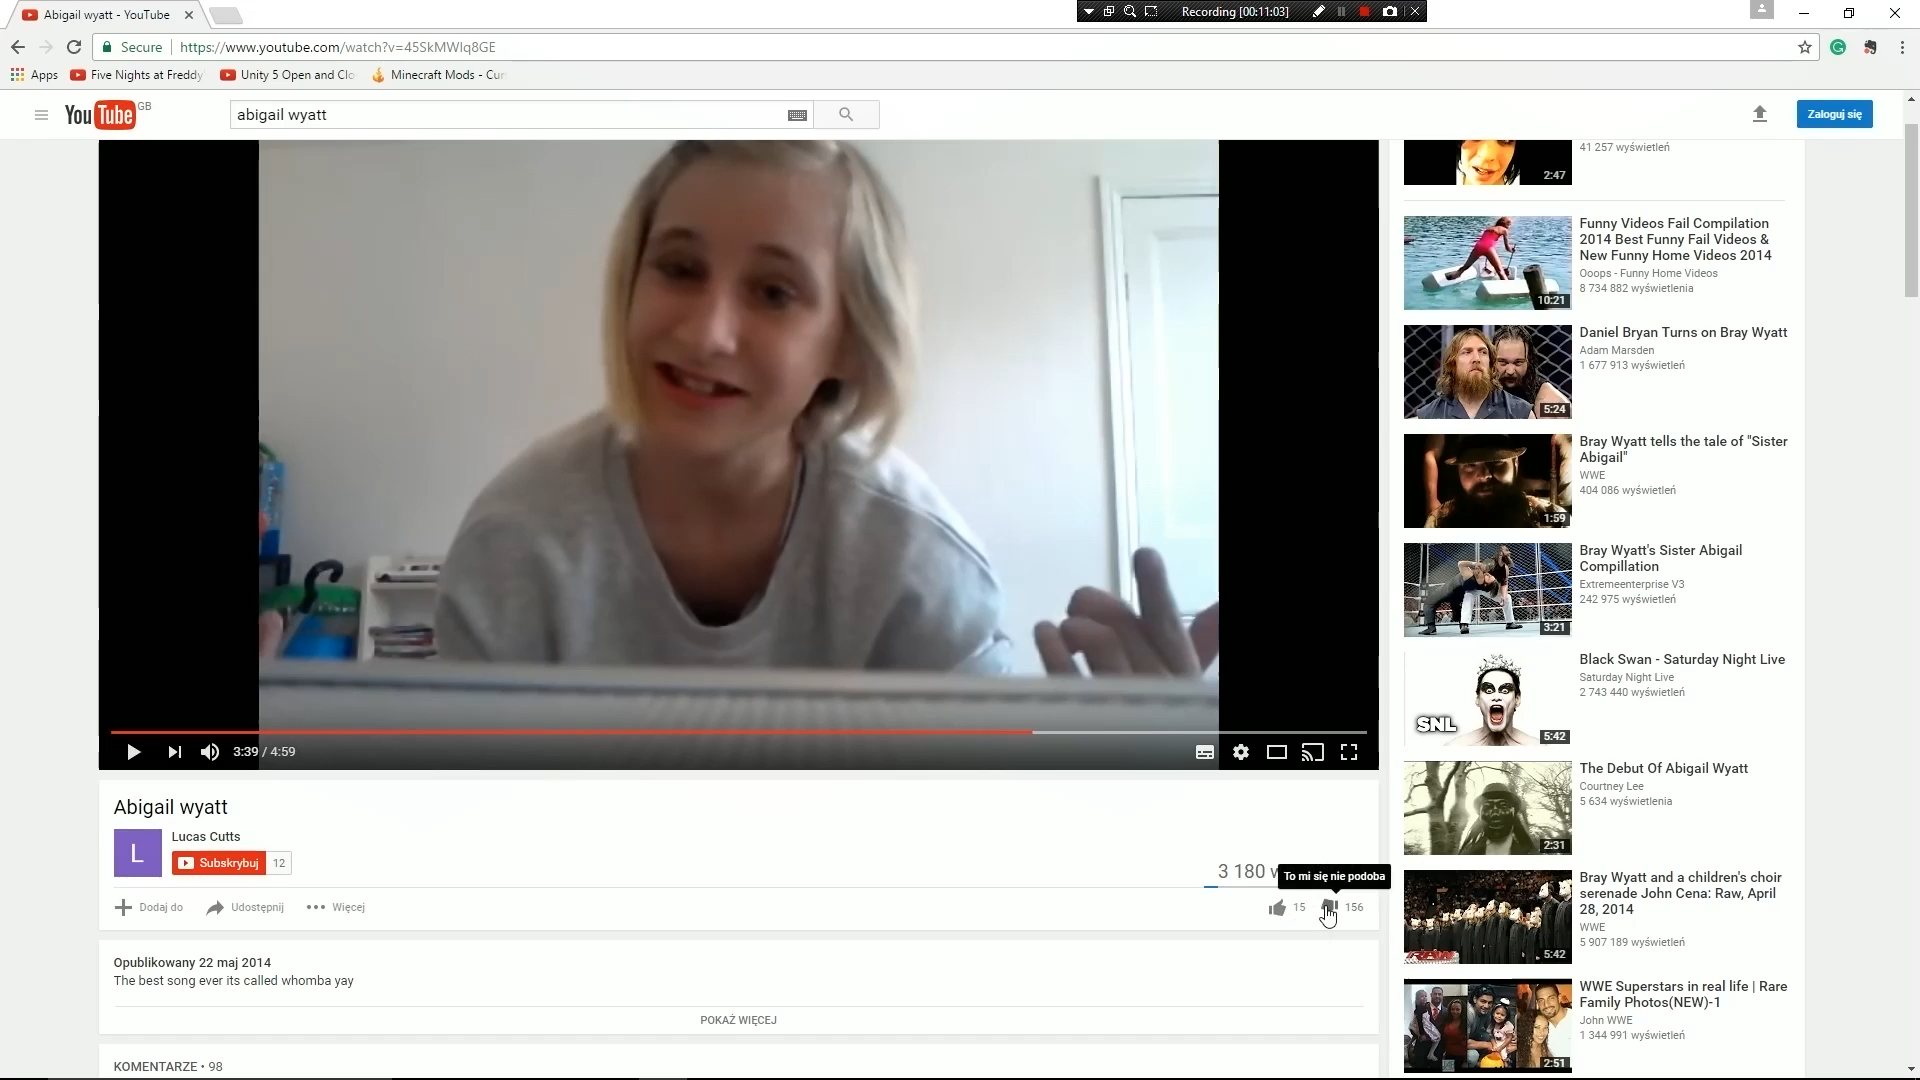 Abigail wyatt - YouTube
Recording [00:11:03]
Secure
https://www.youtube.com/watch?v=45SkMWIq8GE
Apps
Five Nights at Freddy
Unity 5 Open and Clo
Minecraft Mods - Cur
YouTube GB
abigail wyatt
Zaloguj się
41 257 wyświetleń
2:47
Funny Videos Fail Compilation
2014 Best Funny Fail Videos &
New Funny Home Videos 2014
Ooops - Funny Home Videos
8 734 882 wyświetlenia
10:21
Daniel Bryan Turns on Bray Wyatt
Adam Marsden
1 677 913 wyświetleń
5:24
Bray Wyatt tells the tale of "Sister
Abigail"
WWE
404 086 wyświetleń
1:59
Bray Wyatt's Sister Abigail
Compillation
Extremeenterprise V3
242 975 wyświetleń
3:21
Black Swan - Saturday Night Live
Saturday Night Live
2 743 440 wyświetleń
SNL
5:42
The Debut Of Abigail Wyatt
Courtney Lee
5 634 wyświetlenia
2:31
Bray Wyatt and a children's choir
serenade John Cena: Raw, April
28, 2014
WWE
5 907 189 wyświetleń
RAW
5:42
WWE Superstars in real life | Rare
Family Photos(NEW)-1
John WWE
1 344 991 wyświetleń
2:51
3:39 / 4:59
Abigail wyatt
L
Lucas Cutts
Subskrybuj 12
3 180 w
To mi się nie podoba
Dodaj do
Udostępnij
Więcej
15
156
Opublikowany 22 maj 2014
The best song ever its called whomba yay
POKAŻ WIĘCEJ
KOMENTARZE • 98